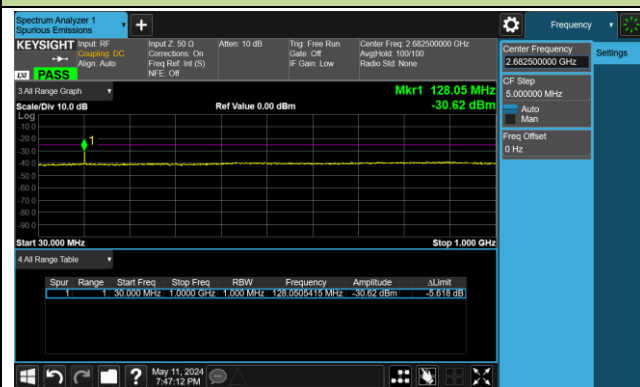 Spectrum Analyzer 1
Spurious Emissions
Frequency
KEYSIGHT
Input: RF
Coupling: DC
Align: Auto
Input Z: 50 Ω
Corrections: On
Freq Ref: Int (S)
NFE: Off
Atten: 10 dB
Trig: Free Run
Gate: Off
IF Gain: Low
Center Freq: 2.682500000 GHz
Avg|Hold: 100/100
Radio Std: None
PASS
Center Frequency
2.682500000 GHz
Settings
CF Step
5.000000 MHz
Auto
Man
Freq Offset
0 Hz
3 All Range Graph
Mkr1 128.05 MHz
-30.62 dBm
Scale/Div 10.0 dB
Ref Value 0.00 dBm
Log
-10.0
-20.0
-30.0
-40.0
-50.0
-60.0
-70.0
-80.0
-90.0
1
Start 30.000 MHz
Stop 1.000 GHz
4 All Range Table
Spur Range Start Freq Stop Freq RBW Frequency Amplitude ΔLimit
1 1 30.000 MHz 1.0000 GHz 1.000 MHz 128.0505415 MHz -30.62 dBm -5.618 dB
?
May 11, 2024
7:47:12 PM